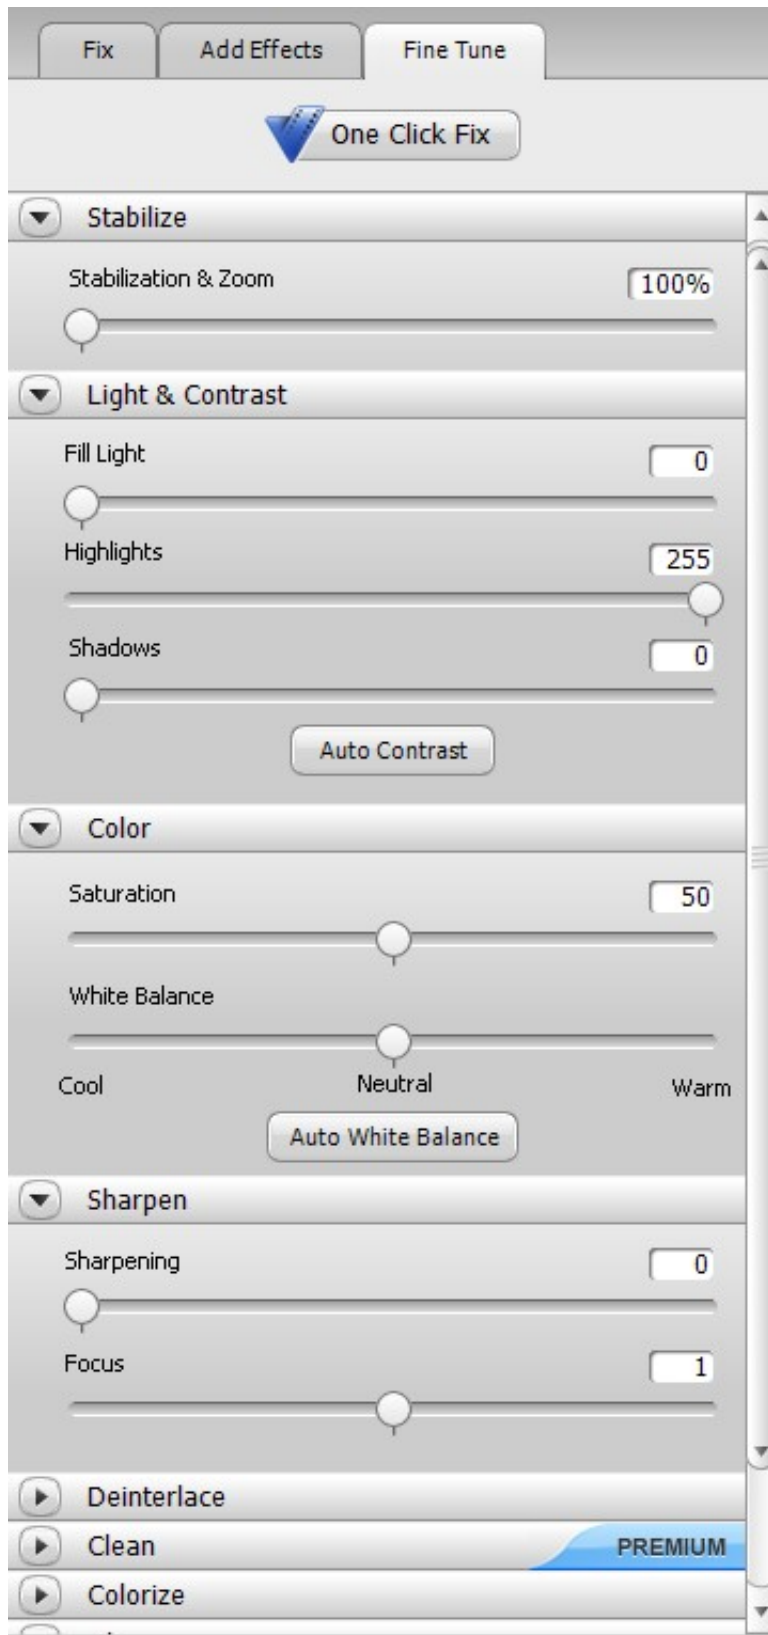 Fix Add Effects Fine Tune
One Click Fix
Stabilize
Stabilization & Zoom 100%
Light & Contrast
Fill Light 0
Highlights 255
Shadows 0
Auto Contrast
Color
Saturation 50
White Balance
Cool Neutral Warm
Auto White Balance
Sharpen
Sharpening 0
Focus 1
Deinterlace
Clean PREMIUM
Colorize